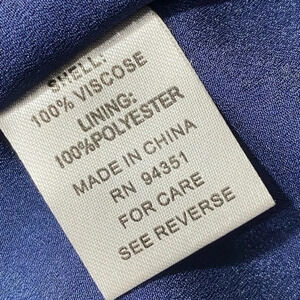 SHELL:
100% VISCOSE
LINING:
100%POLYESTER
MADE IN CHINA
RN 94351
FOR CARE
SEE REVERSE